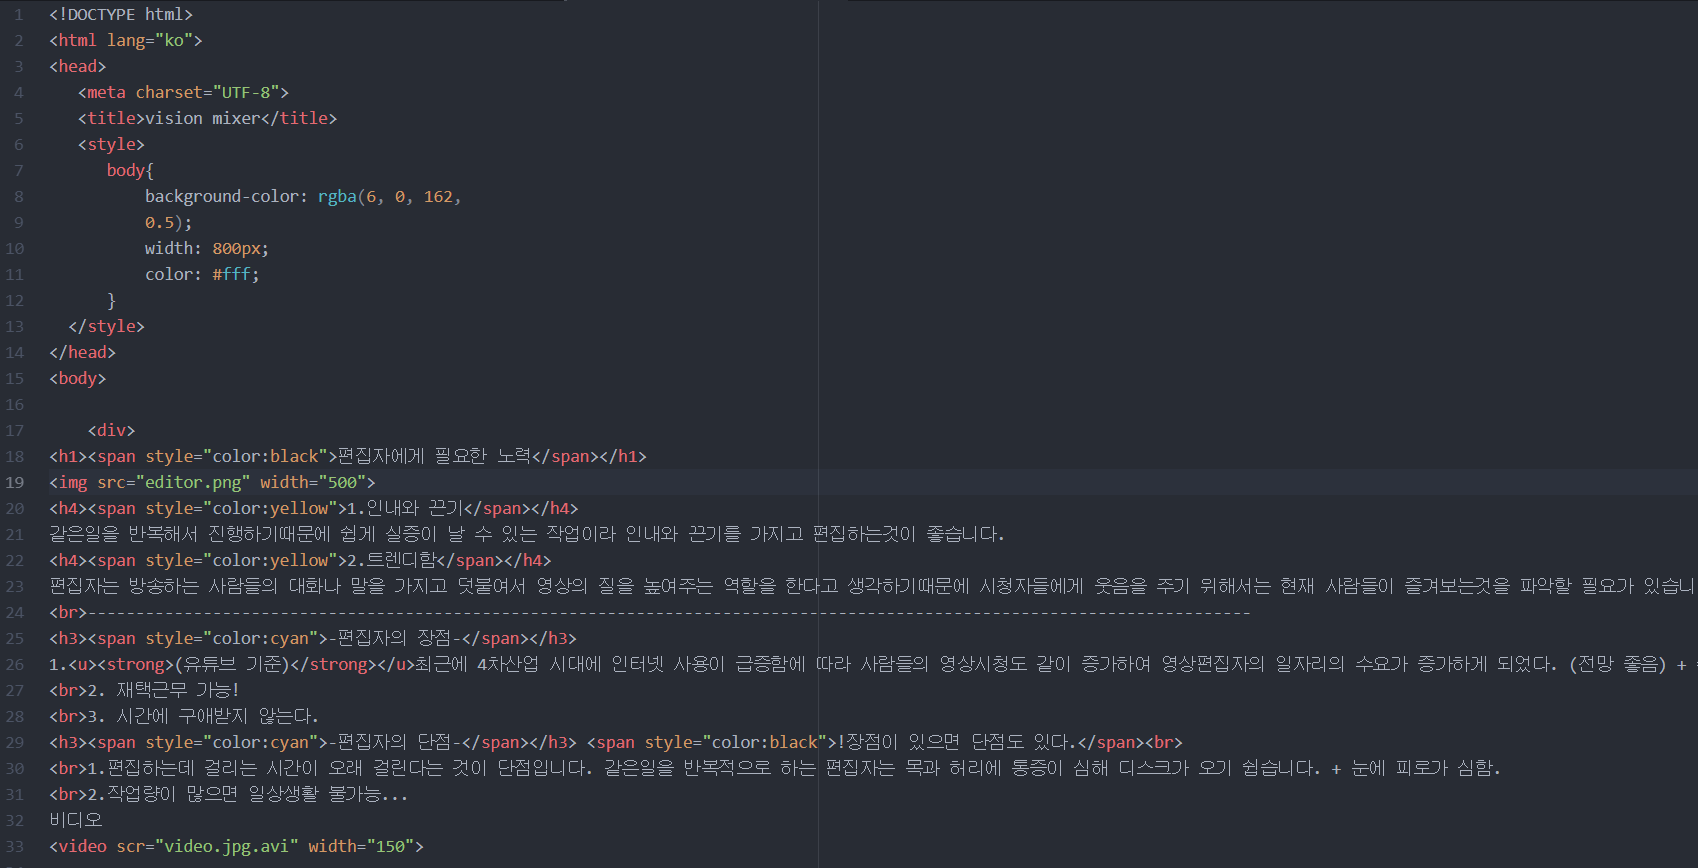 1 <!DOCTYPE html>
2 <html lang="ko">
3 <head>
4 <meta charset="UTF-8">
5 <title>vision mixer</title>
6 <style>
7 body{
8 background-color: rgba(6, 0, 162,
9 0.5);
10 width: 800px;
11 color: #fff;
12 }
13 </style>
14 </head>
15 <body>
16
17 <div>
18 <h1><span style="color:black">편집자에게 필요한 노력</span></h1>
19 <img src="editor.png" width="500">
20 <h4><span style="color:yellow">1.인내와 끈기</span></h4>
21 같은일을 반복해서 진행하기때문에 쉽게 실증이 날 수 있는 작업이라 인내와 끈기를 가지고 편집하는것이 좋습니다.
22 <h4><span style="color:yellow">2.트렌디함</span></h4>
23 편집자는 방송하는 사람들의 대화나 말을 가지고 덧붙여서 영상의 질을 높여주는 역할을 한다고 생각하기때문에 시청자들에게 웃음을 주기 위해서는 현재 사람들이 즐겨보는것을 파악할 필요가 있습니
24 <br>-------------------------------------------------------------------------------------------------------------------------
25 <h3><span style="color:cyan">-편집자의 장점-</span></h3>
26 1.<u><strong>(유튜브 기준)</strong></u>최근에 4차산업 시대에 인터넷 사용이 급증함에 따라 사람들의 영상시청도 같이 증가하여 영상편집자의 일자리의 수요가 증가하게 되었다. (전망 좋음) +
27 <br>2. 재택근무 가능!
28 <br>3. 시간에 구애받지 않는다.
29 <h3><span style="color:cyan">-편집자의 단점-</span></h3> <span style="color:black">!장점이 있으면 단점도 있다.</span><br>
30 <br>1.편집하는데 걸리는 시간이 오래 걸린다는 것이 단점입니다. 같은일을 반복적으로 하는 편집자는 목과 허리에 통증이 심해 디스크가 오기 쉽습니다. + 눈에 피로가 심함.
31 <br>2.작업량이 많으면 일상생활 불가능...
32 비디오
33 <video scr="video.jpg.avi" width="150">